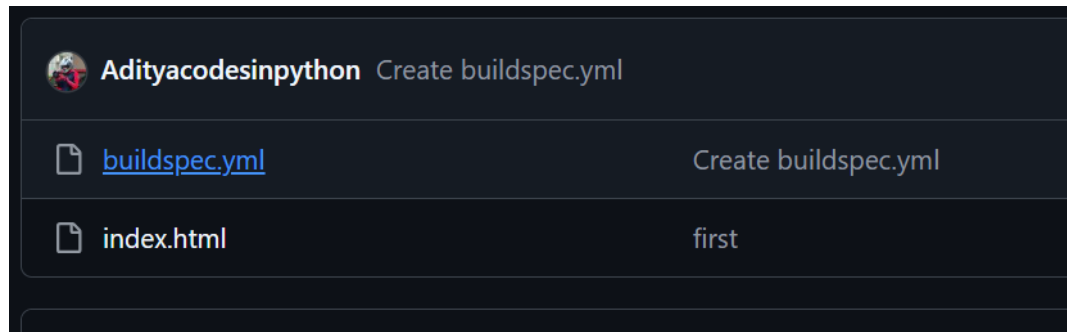 Adityacodesinpython Create buildspec.yml
buildspec.yml Create buildspec.yml
index.html first